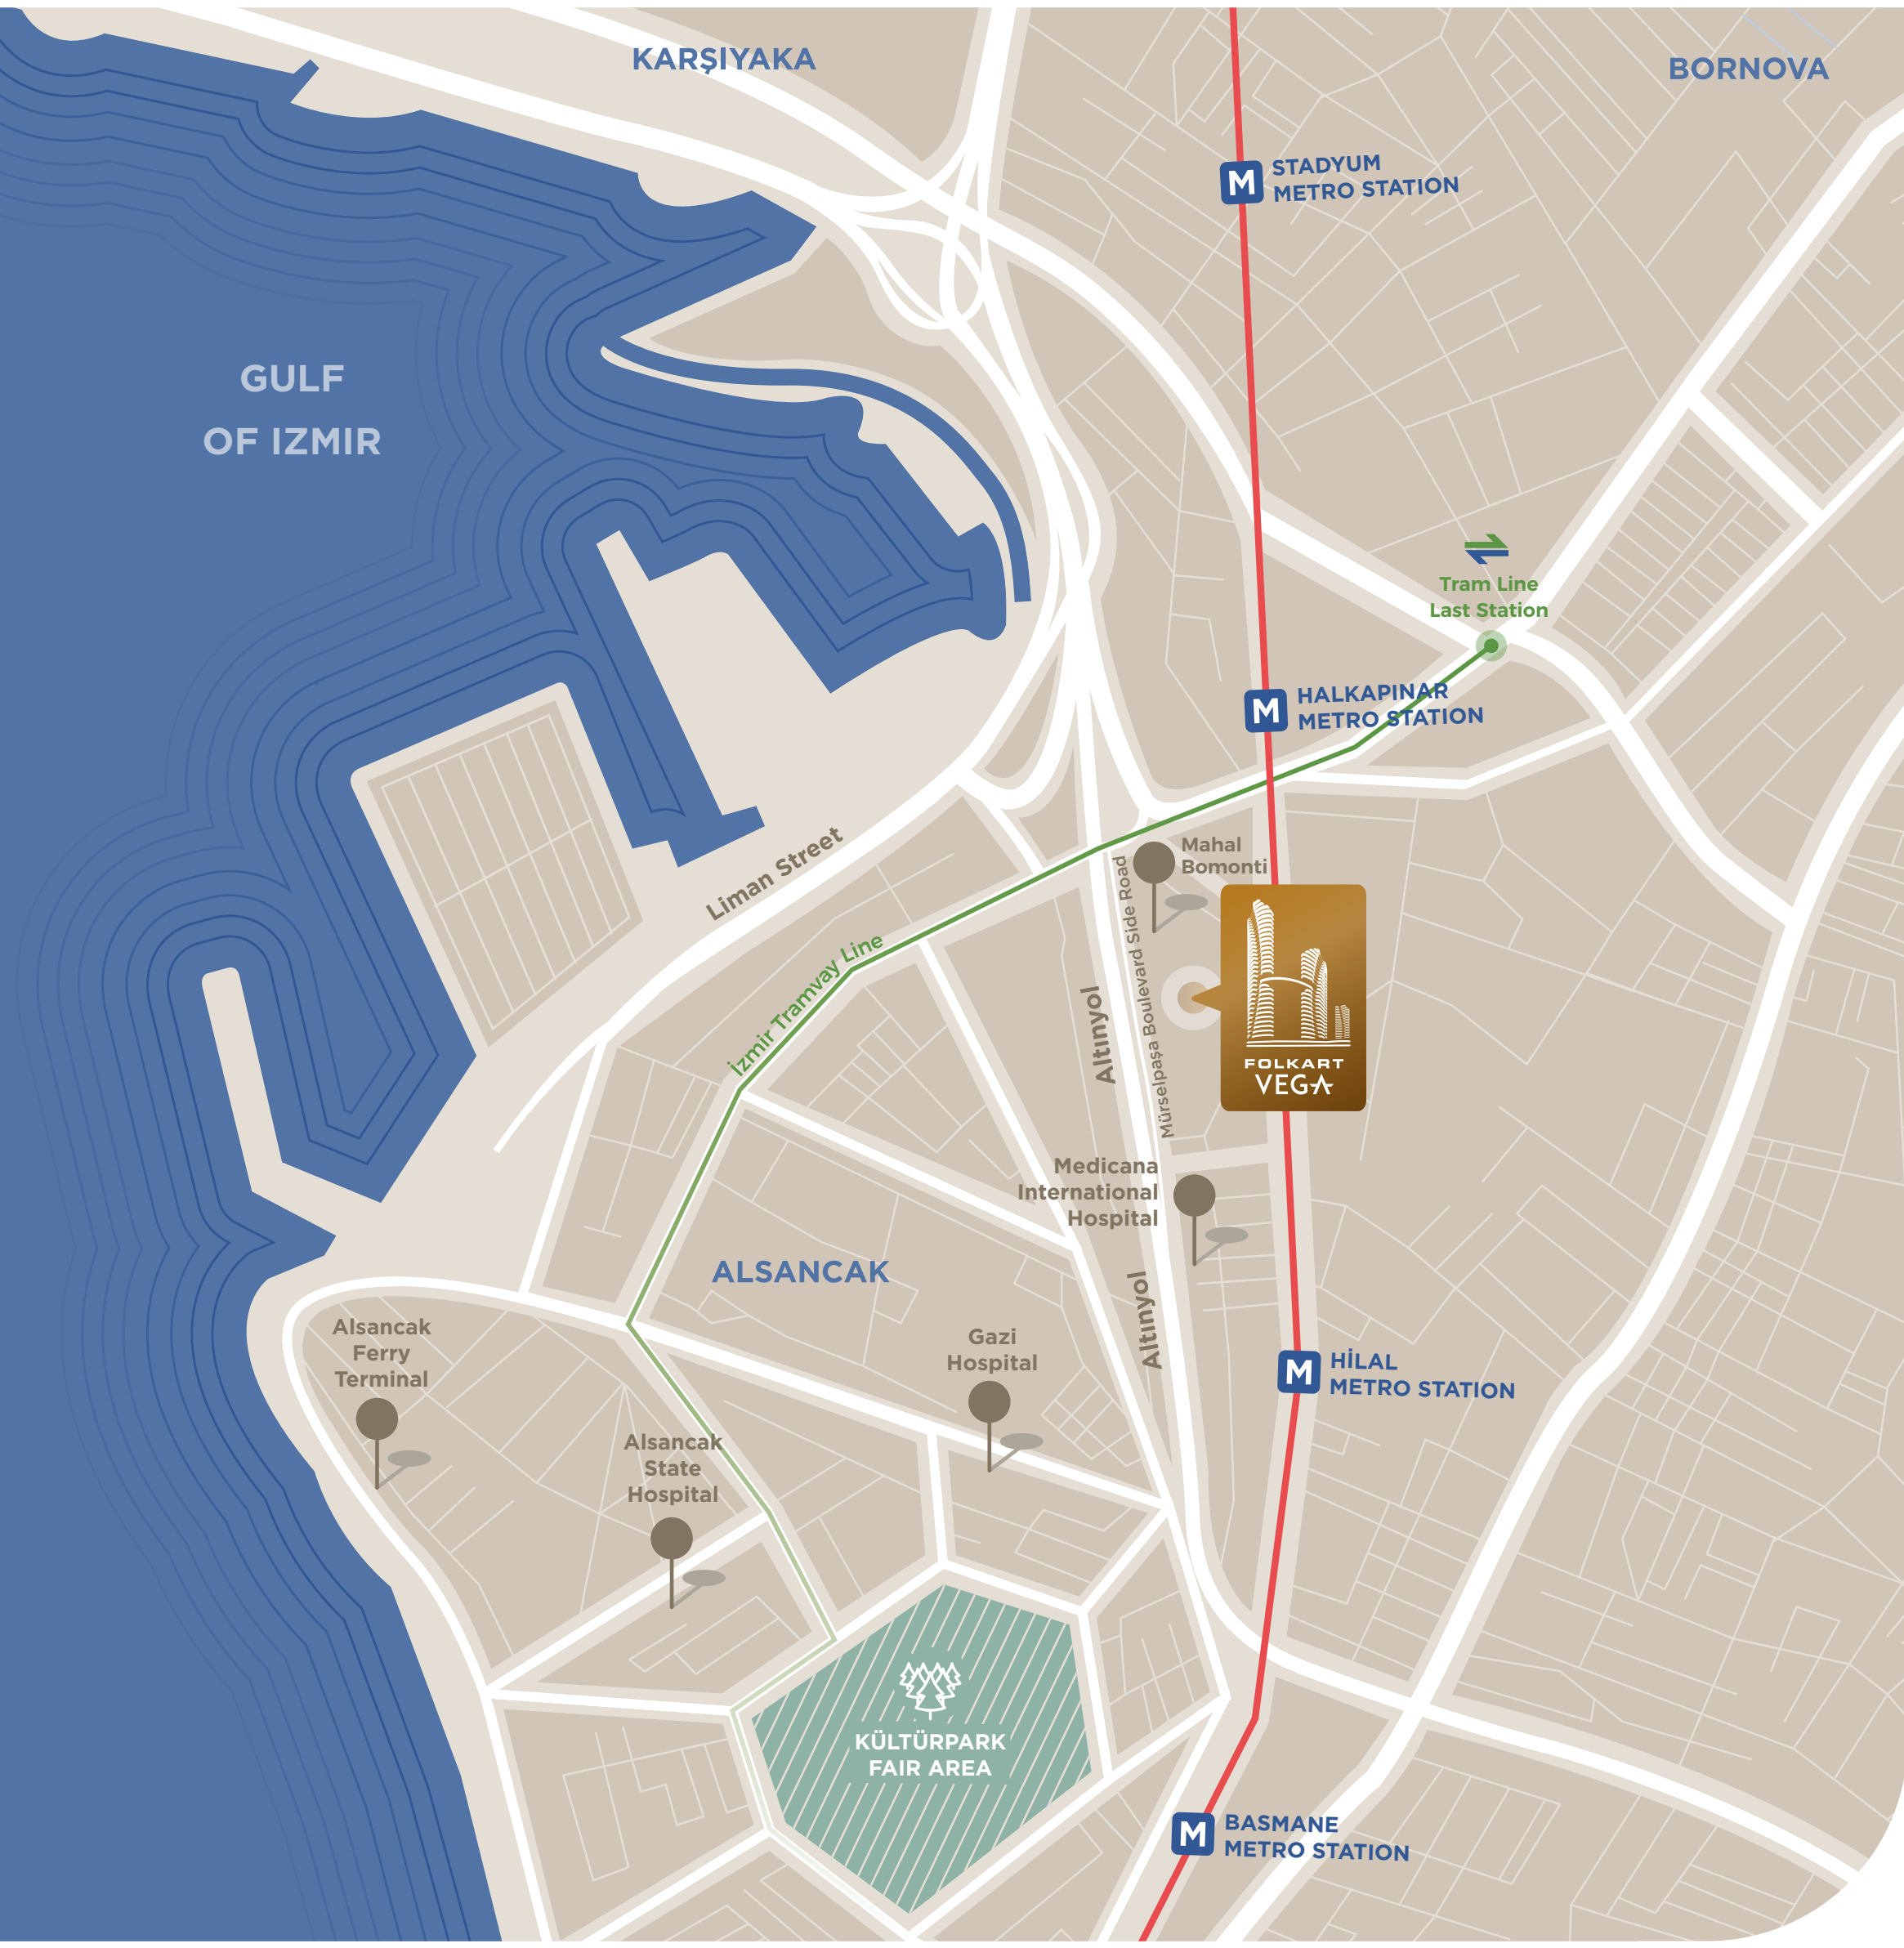 KARŞİYAKA
BORNOVA
M
STADYUM
METRO STATION
GULF
OF IZMIR
Tram Line
Last Station
M
HALKAPINAR
METRO STATION
Liman Street
Mahal
Bomonti
İzmir Tramvay Line
Altınyol
Mürselpaşa Boulevard Side Road
FOLKART
VEGA
Medicana
International
Hospital
ALSANCAK
Altınyol
Alsancak
Ferry
Terminal
Gazi
Hospital
M
HİLAL
METRO STATION
Alsancak
State
Hospital
KÜLTÜRPARK
FAIR AREA
M
BASMANE
METRO STATION